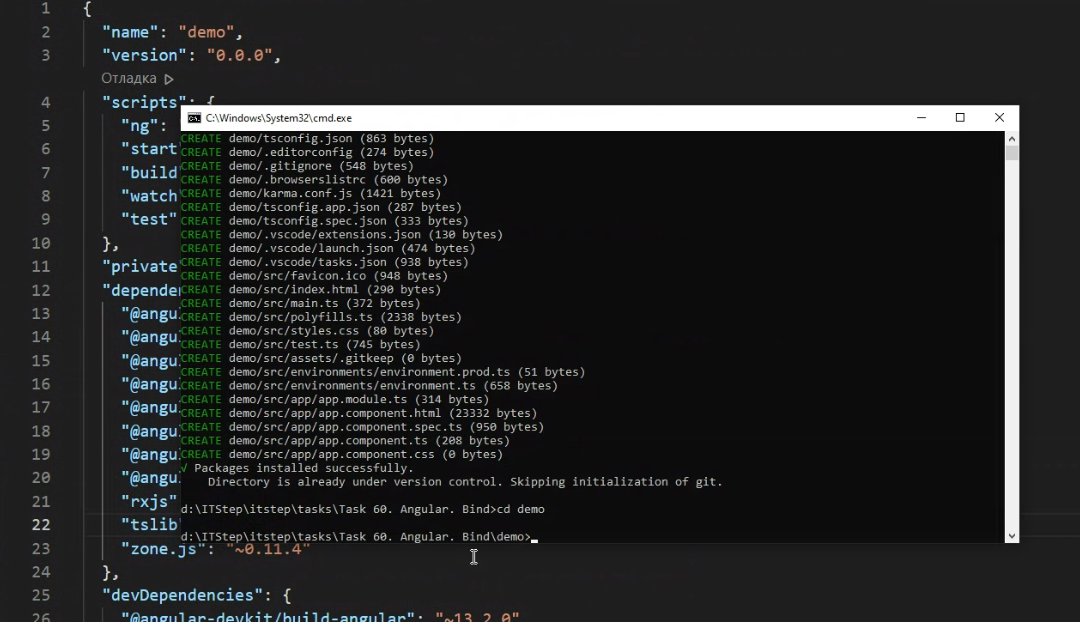 1 {
2 "name": "demo",
3 "version": "0.0.0",
Отладка
4 "scripts": {
5 "ng":
6 "start
7 "build
8 "watch
9 "test"
10 },
11 "private
12 "depende
13 "@angu
14 "@angu
15 "@angu
16 "@angu
17 "@angu
18 "@angu
19 "@angu
20 "@angu
21 "rxjs"
22 "tslib
23 "zone.js": "~0.11.4"
24 },
25 "devDependencies": {
26 "@angular-devkit/build-angular": "~13.2.0"
C:\Windows\System32\cmd.exe
CREATE demo/tsconfig.json (863 bytes)
CREATE demo/.editorconfig (274 bytes)
CREATE demo/.gitignore (548 bytes)
CREATE demo/.browserslistrc (600 bytes)
CREATE demo/karma.conf.js (1421 bytes)
CREATE demo/tsconfig.app.json (287 bytes)
CREATE demo/tsconfig.spec.json (333 bytes)
CREATE demo/.vscode/extensions.json (130 bytes)
CREATE demo/.vscode/launch.json (474 bytes)
CREATE demo/.vscode/tasks.json (938 bytes)
CREATE demo/src/favicon.ico (948 bytes)
CREATE demo/src/index.html (290 bytes)
CREATE demo/src/main.ts (372 bytes)
CREATE demo/src/polyfills.ts (2338 bytes)
CREATE demo/src/styles.css (80 bytes)
CREATE demo/src/test.ts (745 bytes)
CREATE demo/src/assets/.gitkeep (0 bytes)
CREATE demo/src/environments/environment.prod.ts (51 bytes)
CREATE demo/src/environments/environment.ts (658 bytes)
CREATE demo/src/app/app.module.ts (314 bytes)
CREATE demo/src/app/app.component.html (23332 bytes)
CREATE demo/src/app/app.component.spec.ts (950 bytes)
CREATE demo/src/app/app.component.ts (208 bytes)
CREATE demo/src/app/app.component.css (0 bytes)
√ Packages installed successfully.
Directory is already under version control. Skipping initialization of git.
d:\ITStep\itstep\tasks\Task 60. Angular. Bind>cd demo
d:\ITStep\itstep\tasks\Task 60. Angular. Bind\demo>